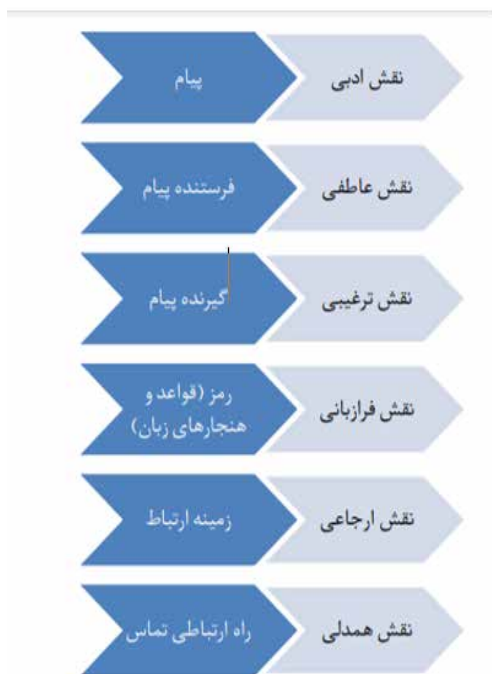 نقش ادبی
پیام
نقش عاطفی
فرستنده پیام
نقش ترغیبی
گیرنده پیام
نقش فرازبانی
رمز (قواعد و
هنجارهای زبان)
نقش ارجاعی
زمینه ارتباط
نقش همدلی
راه ارتباطی تماس